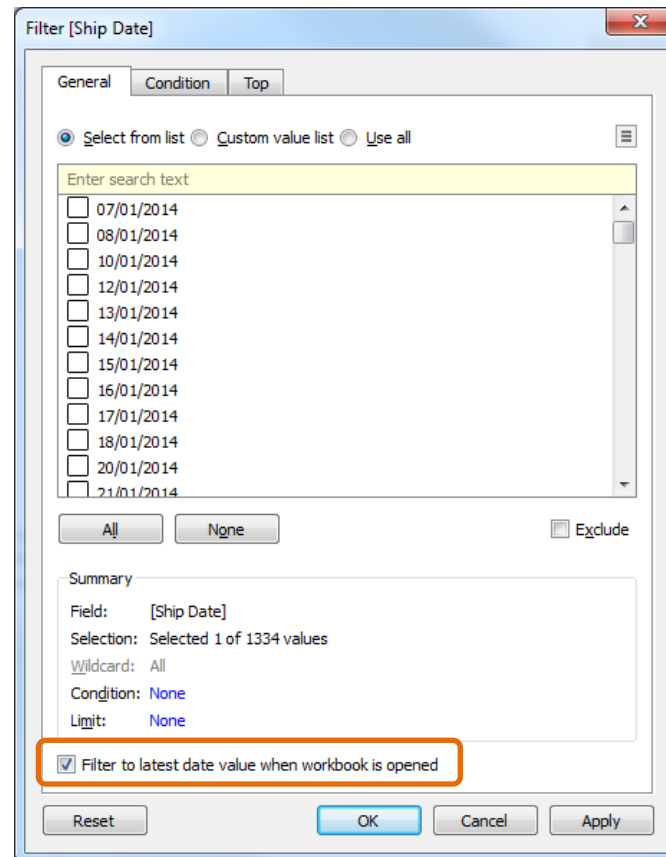 Filter [Ship Date]
General Condition Top
Select from list Custom value list Use all
Enter search text
07/01/2014
08/01/2014
10/01/2014
12/01/2014
13/01/2014
14/01/2014
15/01/2014
16/01/2014
17/01/2014
18/01/2014
20/01/2014
21/01/2014
All None Exclude
Summary
Field: [Ship Date]
Selection: Selected 1 of 1334 values
Wildcard: All
Condition: None
Limit: None
Filter to latest date value when workbook is opened
Reset OK Cancel Apply